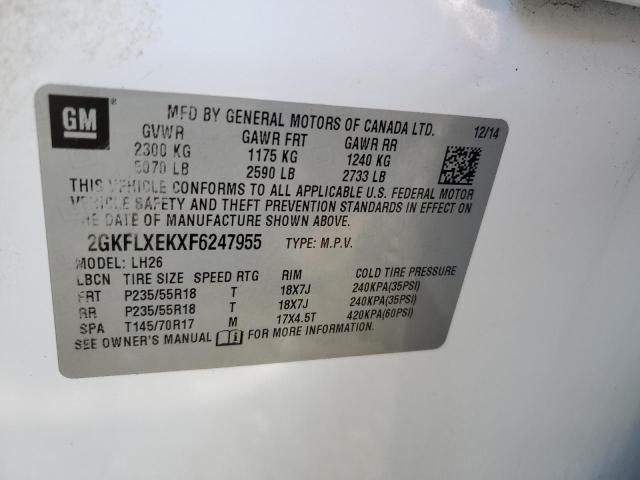 GM ®
MFD BY GENERAL MOTORS OF CANADA LTD. 12/14
GVWR GAWR FRT GAWR RR
2300 KG 1175 KG 1240 KG
5070 LB 2590 LB 2733 LB
THIS VEHICLE CONFORMS TO ALL APPLICABLE U.S. FEDERAL MOTOR
VEHICLE SAFETY AND THEFT PREVENTION STANDARDS IN EFFECT ON
THE DATE OF MANUFACTURE SHOWN ABOVE.
2GKFLXEKXF6247955 TYPE: M.P.V.
MODEL: LH26
LBCN TIRE SIZE SPEED RTG RIM COLD TIRE PRESSURE
FRT P235/55R18 T 18X7J 240KPA(35PSI)
RR P235/55R18 T 18X7J 240KPA(35PSI)
SPA T145/70R17 M 17X4.5T 420KPA(60PSI)
SEE OWNER'S MANUAL FOR MORE INFORMATION